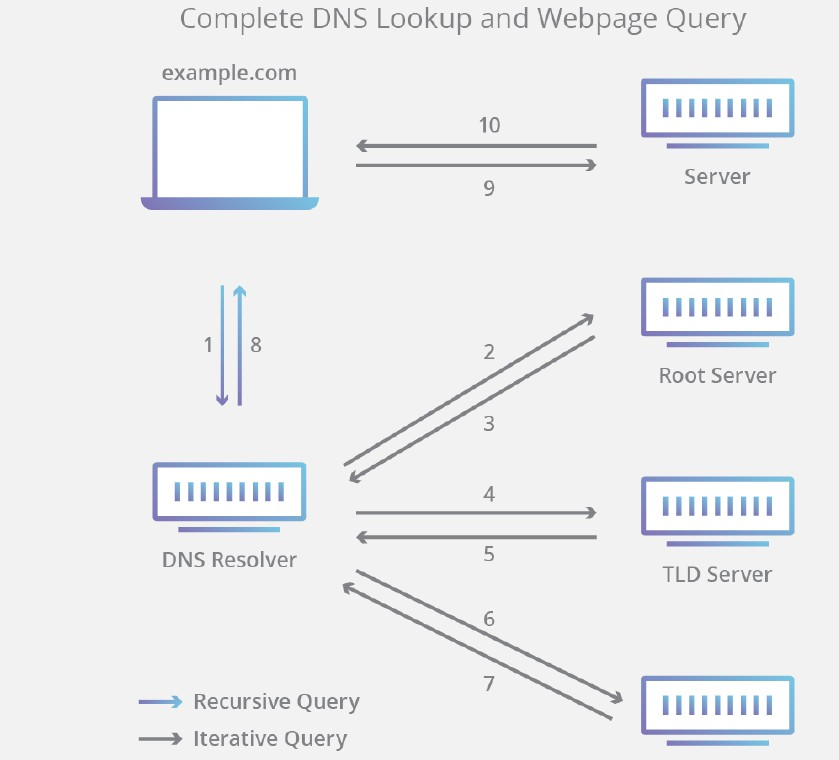 Complete DNS Lookup and Webpage Query
example.com
10
9
Server
1
8
2
3
Root Server
4
5
DNS Resolver
TLD Server
6
7
Recursive Query
Iterative Query